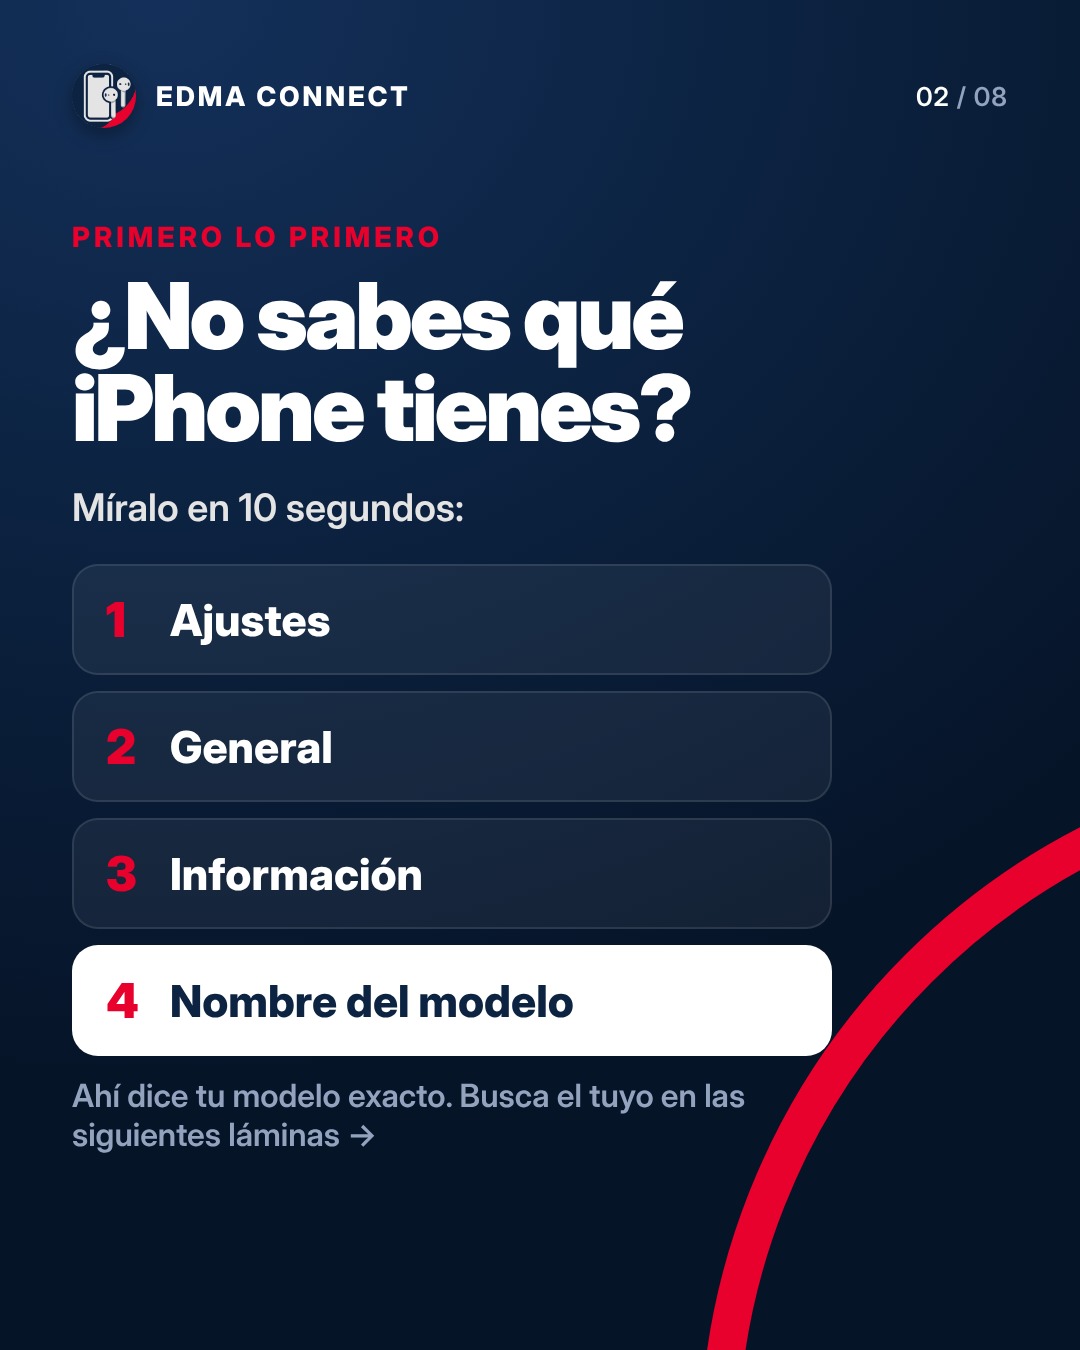 EDMA CONNECT
02 / 08
PRIMERO LO PRIMERO
¿No sabes qué
iPhone tienes?
Míralo en 10 segundos:
1 Ajustes
2 General
3 Información
4 Nombre del modelo
Ahí dice tu modelo exacto. Busca el tuyo en las
siguientes láminas →